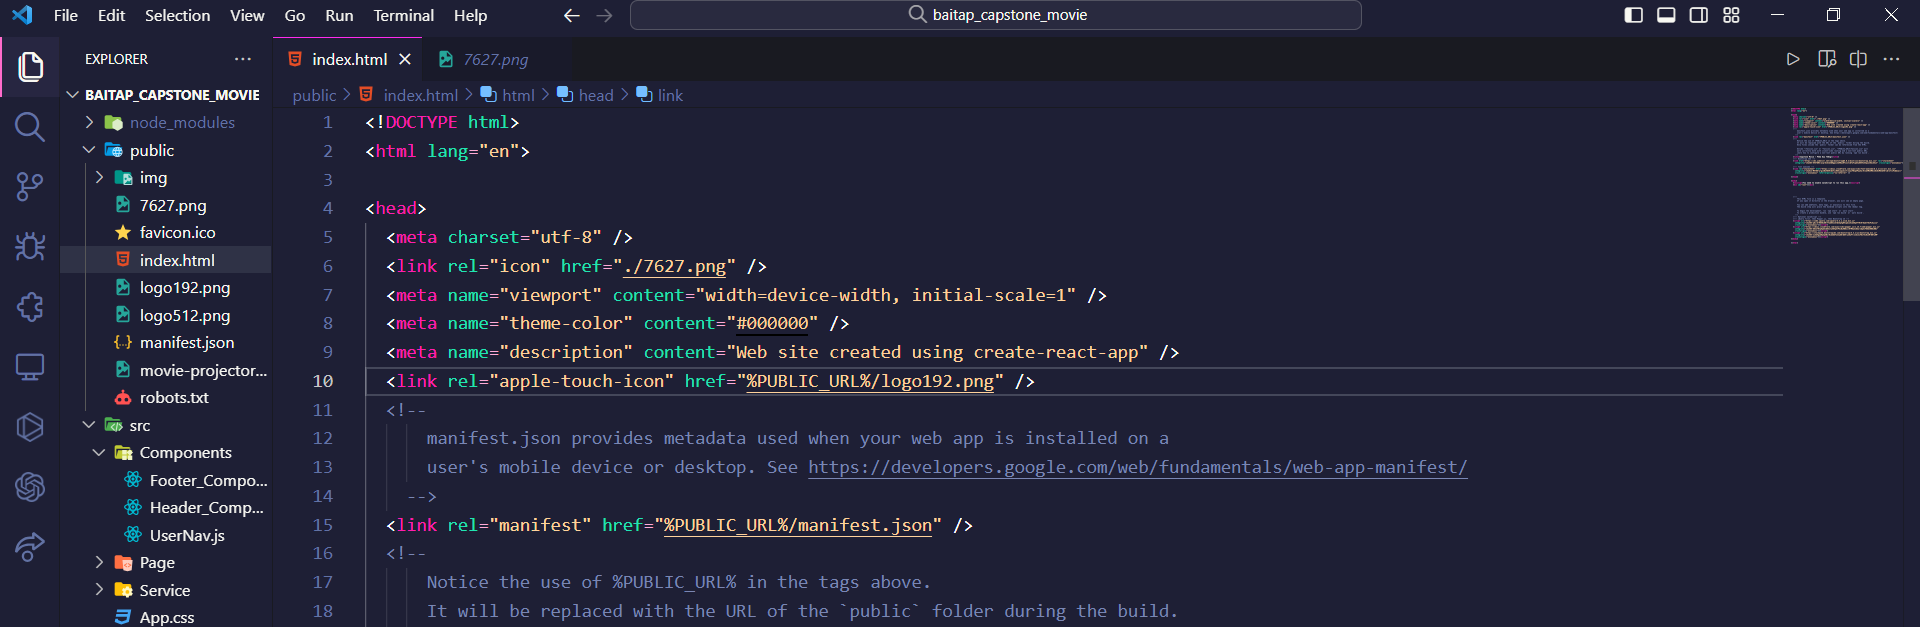 File Edit Selection View Go Run Terminal Help
baitap_capstone_movie
EXPLORER
BAITAP_CAPSTONE_MOVIE
node_modules
public
img
7627.png
favicon.ico
index.html
logo192.png
logo512.png
manifest.json
movie-projector...
robots.txt
src
Components
Footer_Compo...
Header_Comp...
UserNav.js
Page
Service
App.css
index.html
7627.png
public > index.html > html > head > link
1 <!DOCTYPE html>
2 <html lang="en">
3
4 <head>
5 <meta charset="utf-8" />
6 <link rel="icon" href="./7627.png" />
7 <meta name="viewport" content="width=device-width, initial-scale=1" />
8 <meta name="theme-color" content="#000000" />
9 <meta name="description" content="Web site created using create-react-app" />
10 <link rel="apple-touch-icon" href="%PUBLIC_URL%/logo192.png" />
11 <!--
12 manifest.json provides metadata used when your web app is installed on a
13 user's mobile device or desktop. See https://developers.google.com/web/fundamentals/web-app-manifest/
14 -->
15 <link rel="manifest" href="%PUBLIC_URL%/manifest.json" />
16 <!--
17 Notice the use of %PUBLIC_URL% in the tags above.
18 It will be replaced with the URL of the `public` folder during the build.